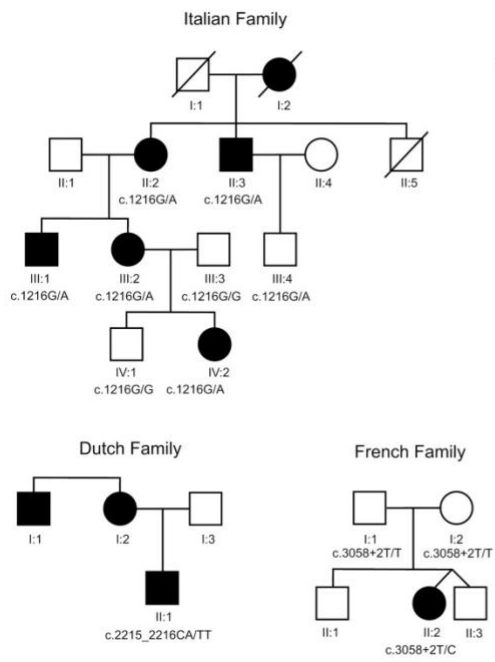 Italian Family
I:1 I:2
II:1 II:2 II:3 II:4 II:5
c.1216G/A c.1216G/A
III:1 III:2 III:3 III:4
c.1216G/A c.1216G/A c.1216G/G c.1216G/A
IV:1 IV:2
c.1216G/G c.1216G/A
Dutch Family
I:1 I:2 I:3
II:1
c.2215_2216CA/TT
French Family
I:1 I:2
c.3058+2T/T c.3058+2T/T
II:1 II:2 II:3
c.3058+2T/C